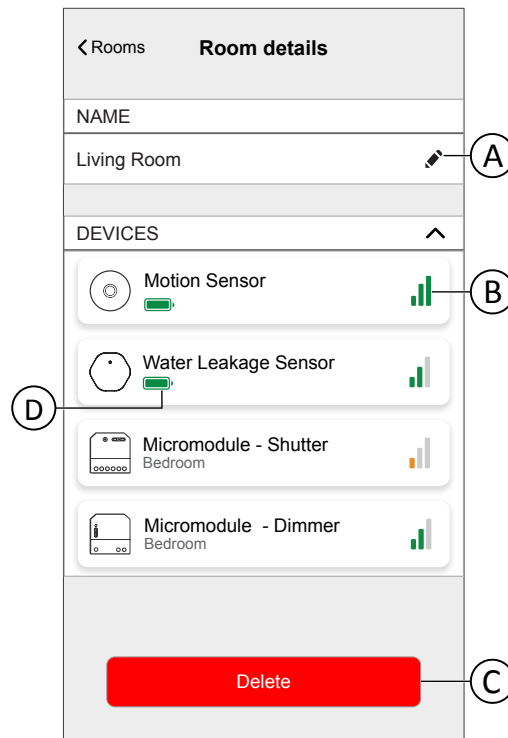 Rooms
Room details
NAME
Living Room
A
DEVICES
Motion Sensor
B
Water Leakage Sensor
D
Micromodule - Shutter
Bedroom
Micromodule - Dimmer
Bedroom
Delete
C